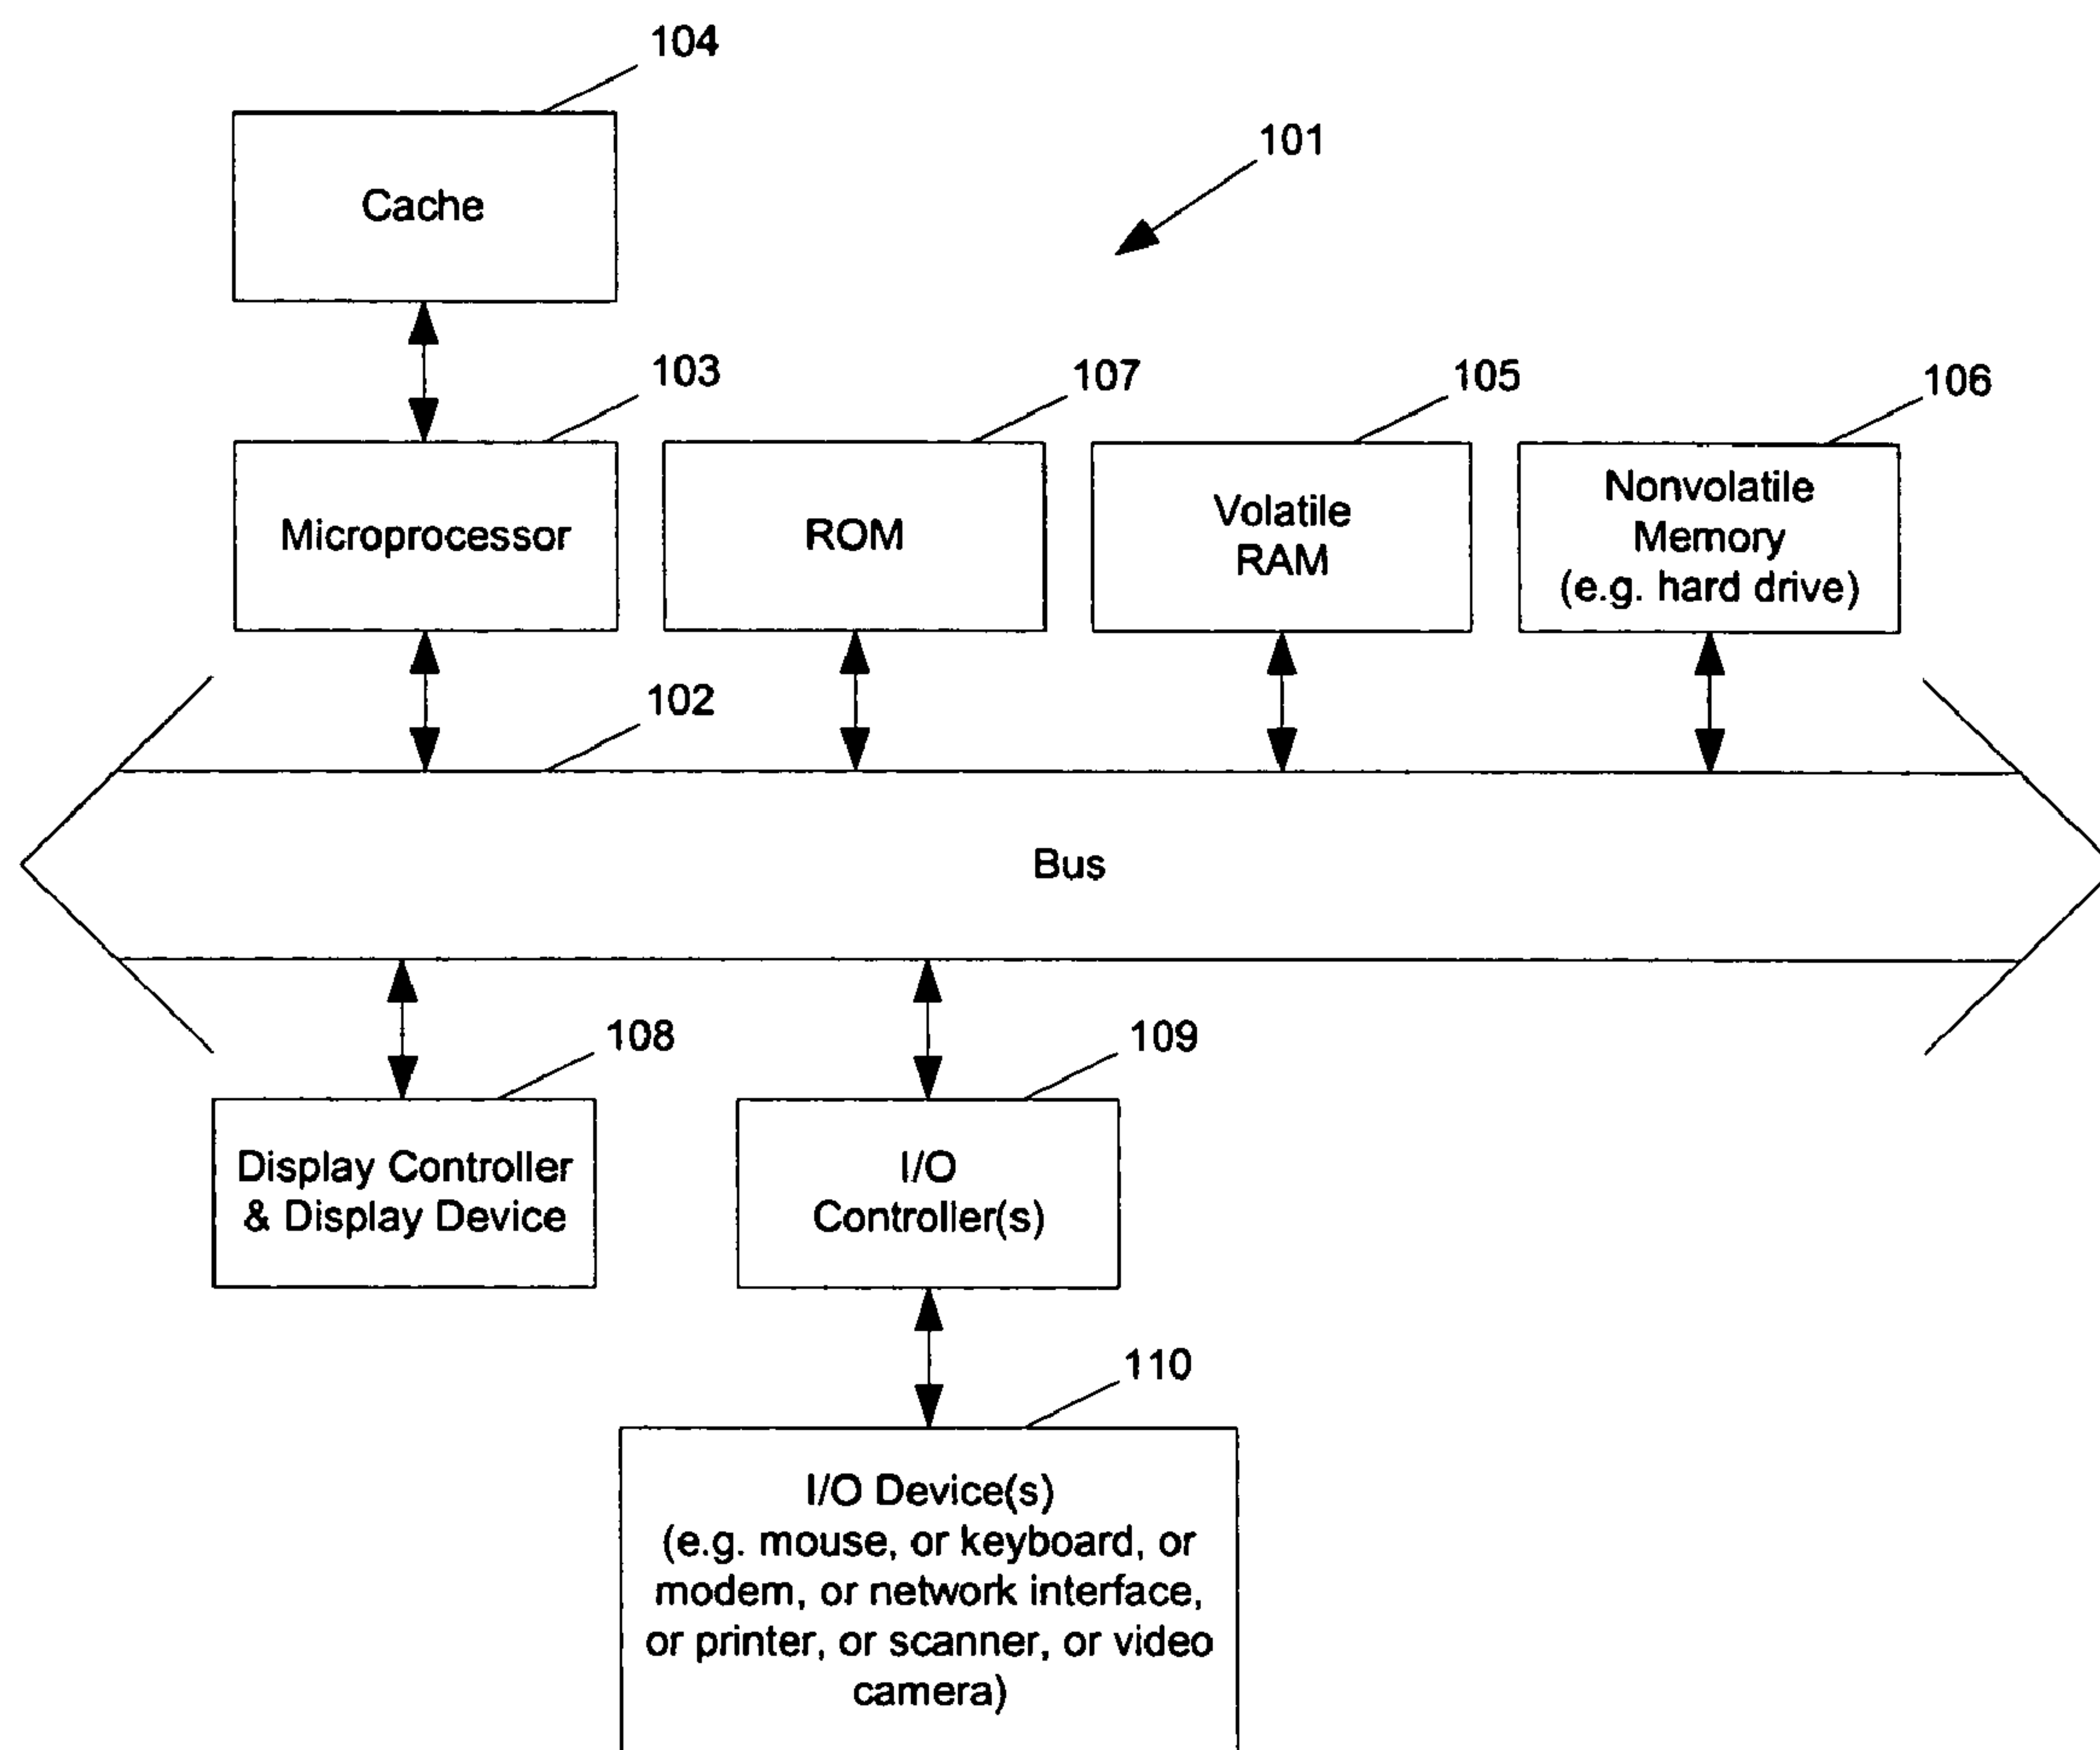 104
101
Cache
103
107
105
106
Microprocessor
ROM
Volatile
RAM
Nonvolatile
Memory
(e.g. hard drive)
102
Bus
108
109
Display Controller
& Display Device
I/O
Controller(s)
110
I/O Device(s)
(e.g. mouse, or keyboard, or
modem, or network interface,
or printer, or scanner, or video
camera)